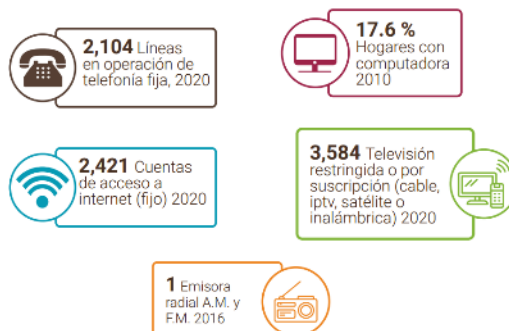 2,104 Líneas
en operación de
telefonía fija, 2020
17.6 %
Hogares con
computadora
2010
2,421 Cuentas
de acceso a
internet (fijo) 2020
3,584 Televisión
restringida o por
suscripción (cable,
iptv, satélite o
inalámbrica) 2020
1 Emisora
radial A.M. y
F.M. 2016